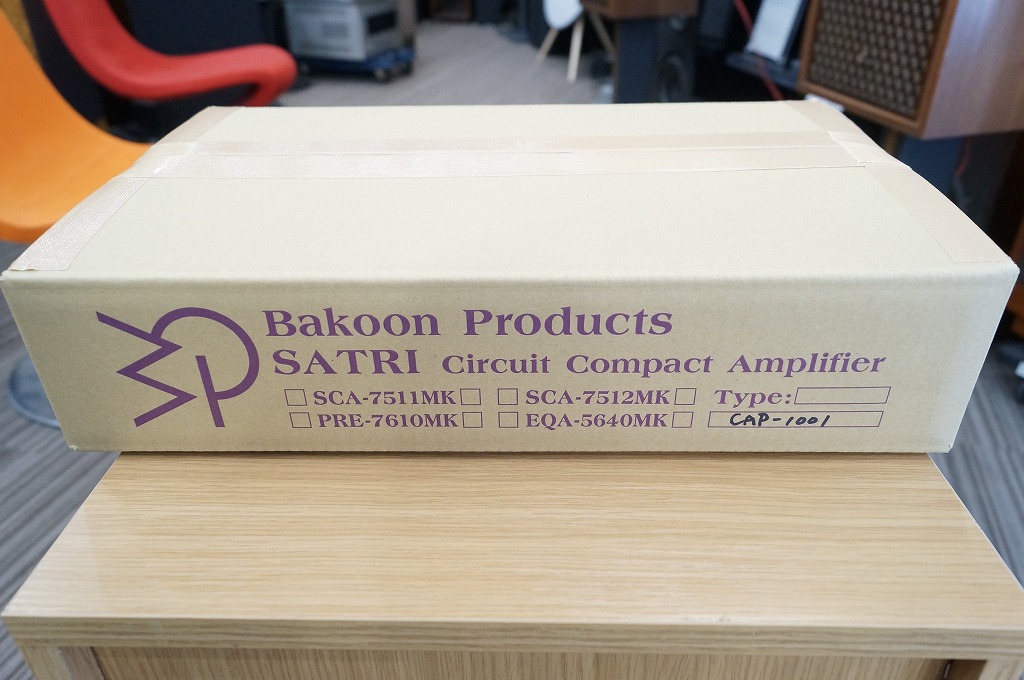 Bakoon Products
SATRI Circuit Compact Amplifier
SCA-7511MK SCA-7512MK Type:
PRE-7610MK EQA-5640MK CAP-1001